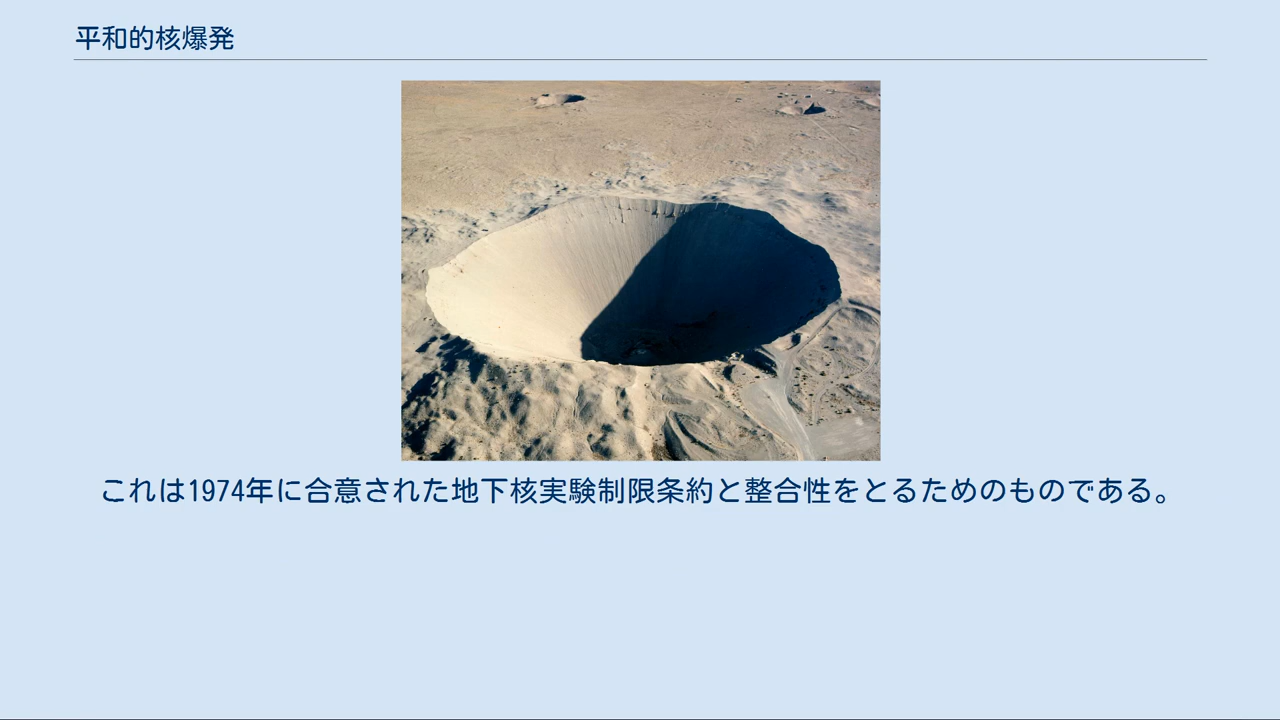 平和的核爆発
これは1974年に合意された地下核実験制限条約と整合性をとるためのものである。